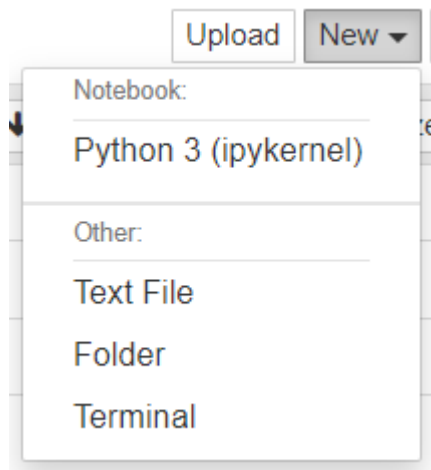 Upload New
Notebook:
Python 3 (ipykernel)
Other:
Text File
Folder
Terminal